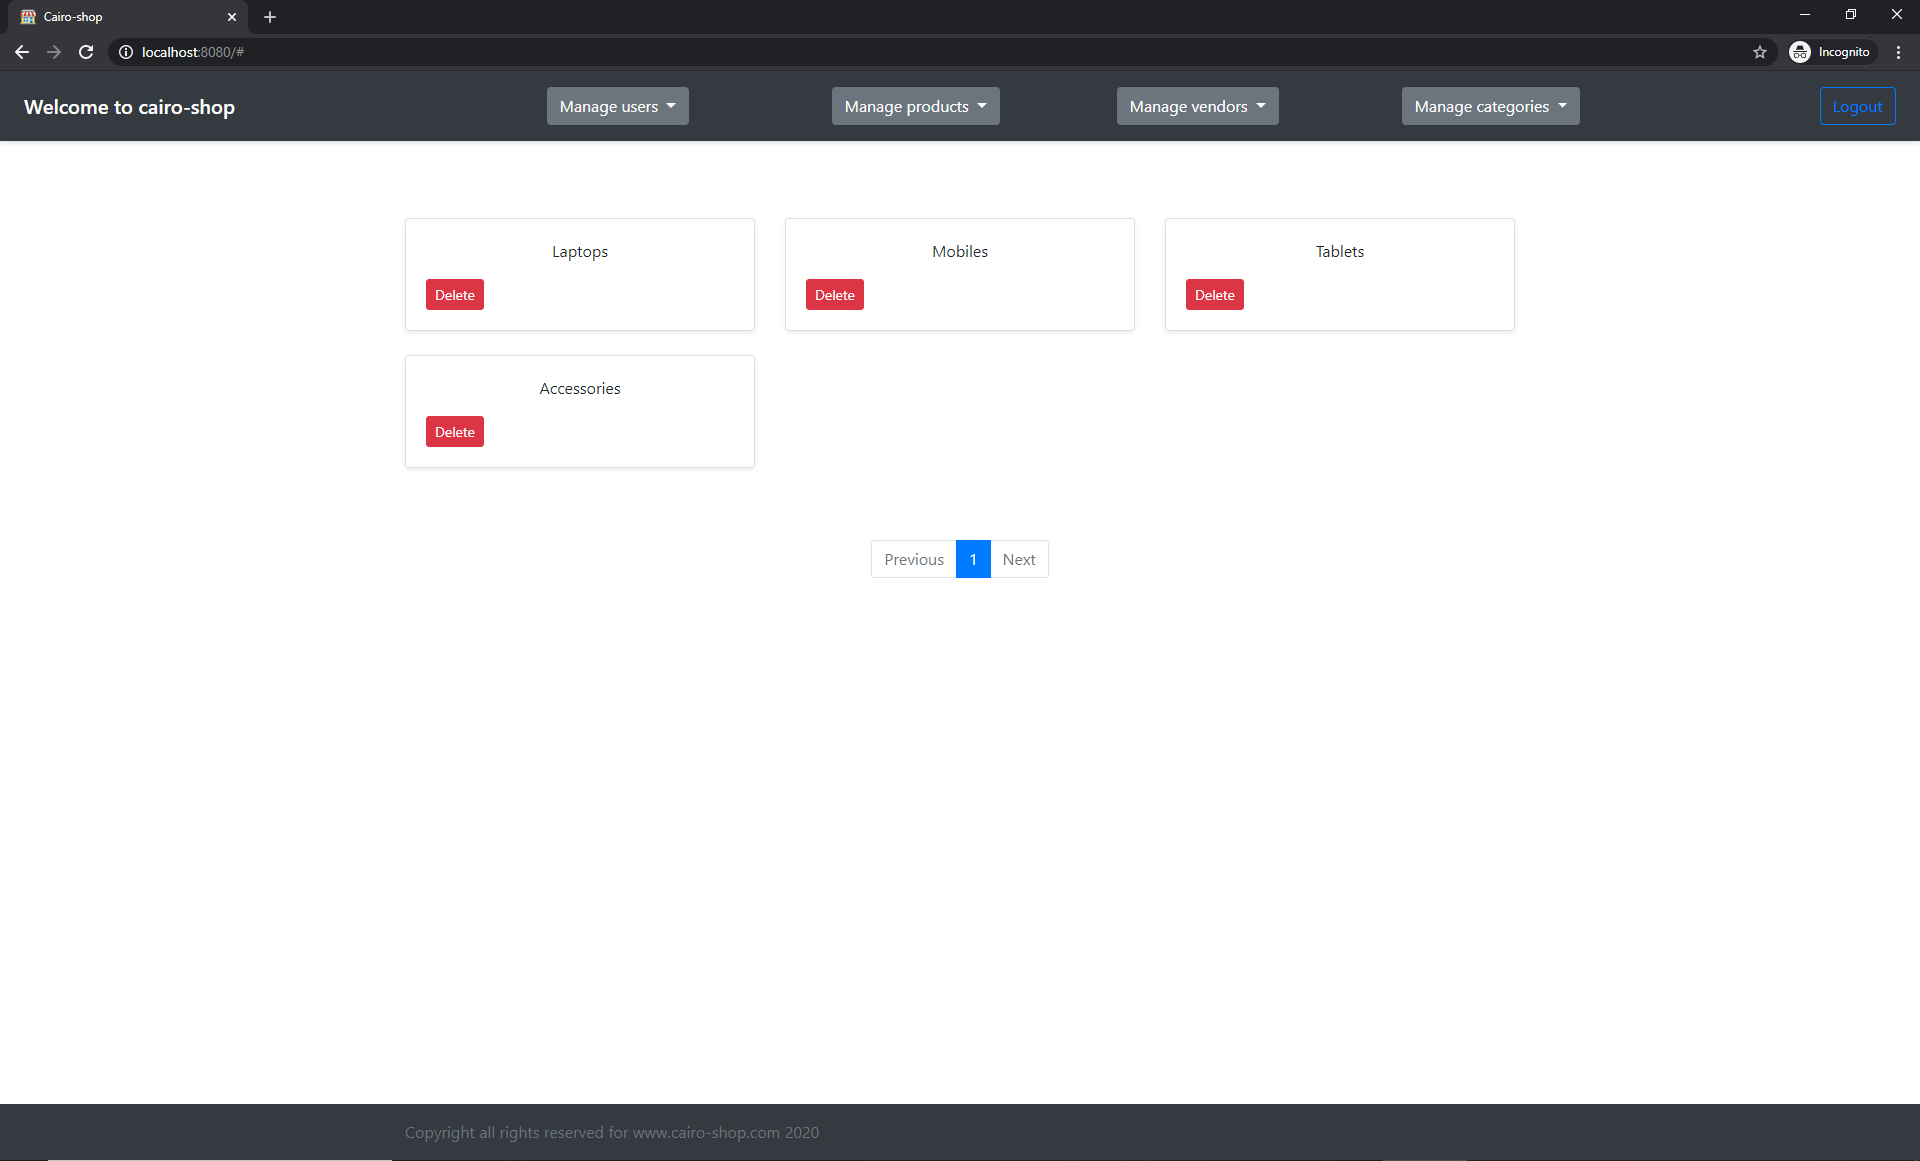 Cairo-shop
localhost:8080/#
Incognito
Welcome to cairo-shop
Manage users
Manage products
Manage vendors
Manage categories
Logout
Laptops
Mobiles
Tablets
Delete
Delete
Delete
Accessories
Delete
Previous 1 Next
Copyright all rights reserved for www.cairo-shop.com 2020